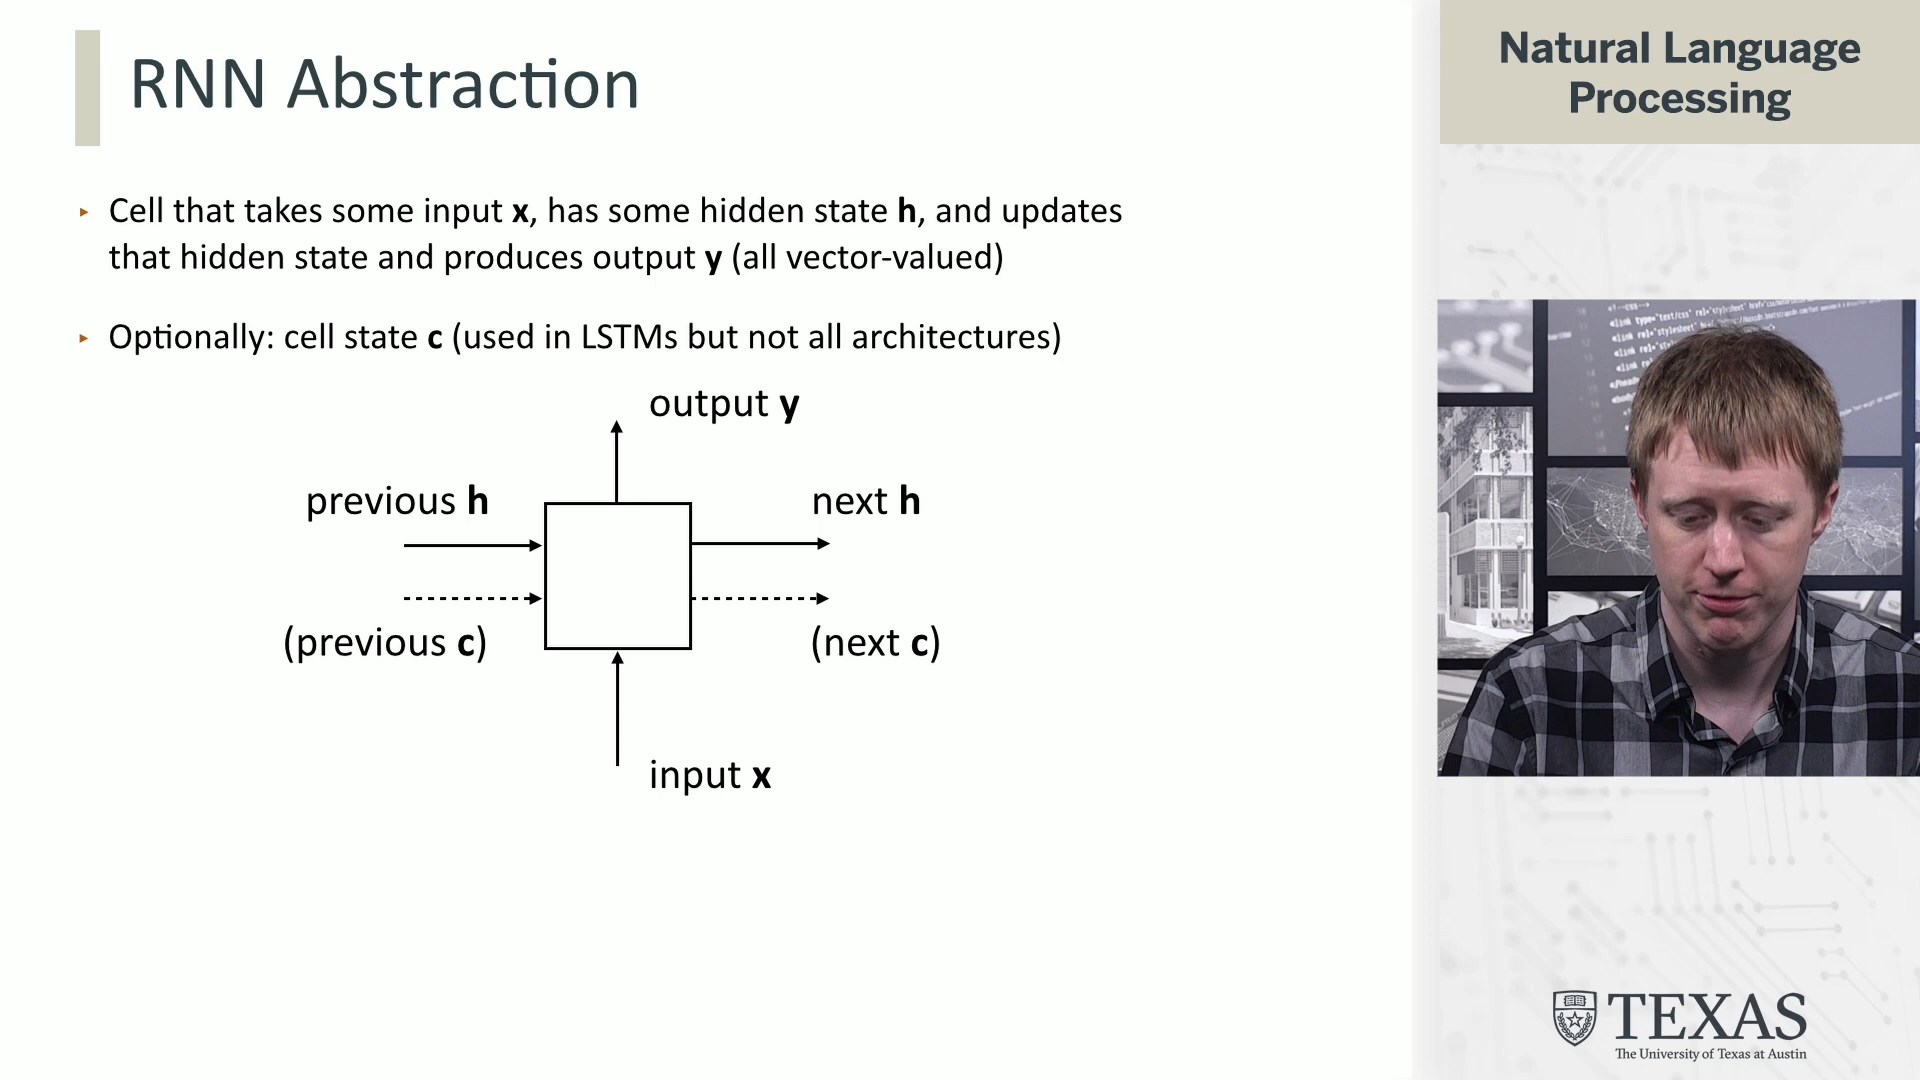 RNN Abstraction
‣ Cell that takes some input x, has some hidden state h, and updates
that hidden state and produces output y (all vector-valued)
‣ Optionally: cell state c (used in LSTMs but not all architectures)
output y
previous h
next h
(previous c)
(next c)
input x
Natural Language
Processing
TEXAS
The University of Texas at Austin